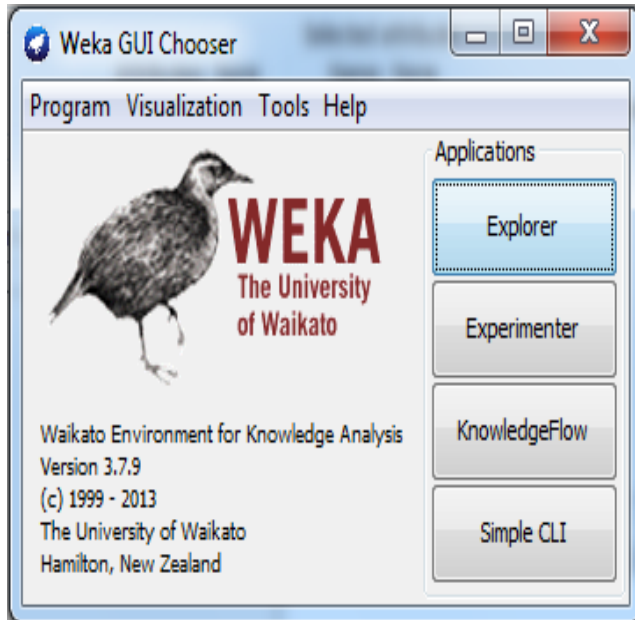 Weka GUI Chooser
Program Visualization Tools Help
WEKA
The University
of Waikato
Waikato Environment for Knowledge Analysis
Version 3.7.9
(c) 1999 - 2013
The University of Waikato
Hamilton, New Zealand
Applications
Explorer
Experimenter
KnowledgeFlow
Simple CLI